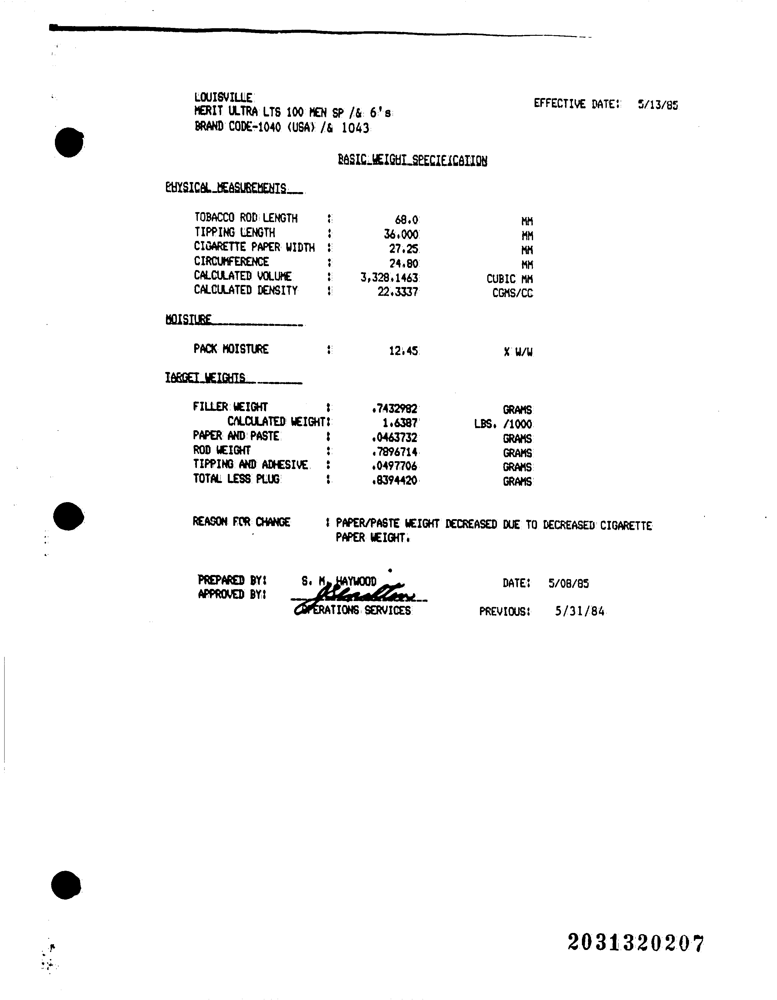 LOUISVILLE
MERIT ULTRA LTS 100 MEN SP /& 6's
BRAND CODE-1040 (USA) /& 1043
EFFECTIVE DATE: 5/13/85
BASIC WEIGHT SPECIFICATION
PHYSICAL MEASUREMENTS
TOBACCO ROD LENGTH : 68.0 MM
TIPPING LENGTH : 36.000 MM
CIGARETTE PAPER WIDTH : 27.25 MM
CIRCUMFERENCE : 24.80 MM
CALCULATED VOLUME : 3,328.1463 CUBIC MM
CALCULATED DENSITY : 22.3337 CGMS/CC
MOISTURE
PACK MOISTURE : 12.45 % W/W
TARGET WEIGHTS
FILLER WEIGHT : .7432982 GRAMS
CALCULATED WEIGHT: 1.6387 LBS. /1000
PAPER AND PASTE : .0463732 GRAMS
ROD WEIGHT : .7896714 GRAMS
TIPPING AND ADHESIVE : .0497706 GRAMS
TOTAL LESS PLUG : .8394420 GRAMS
REASON FOR CHANGE : PAPER/PASTE WEIGHT DECREASED DUE TO DECREASED CIGARETTE
PAPER WEIGHT.
PREPARED BY: S. M. HAYWOOD DATE: 5/08/85
APPROVED BY:
OPERATIONS SERVICES PREVIOUS: 5/31/84
2031320207